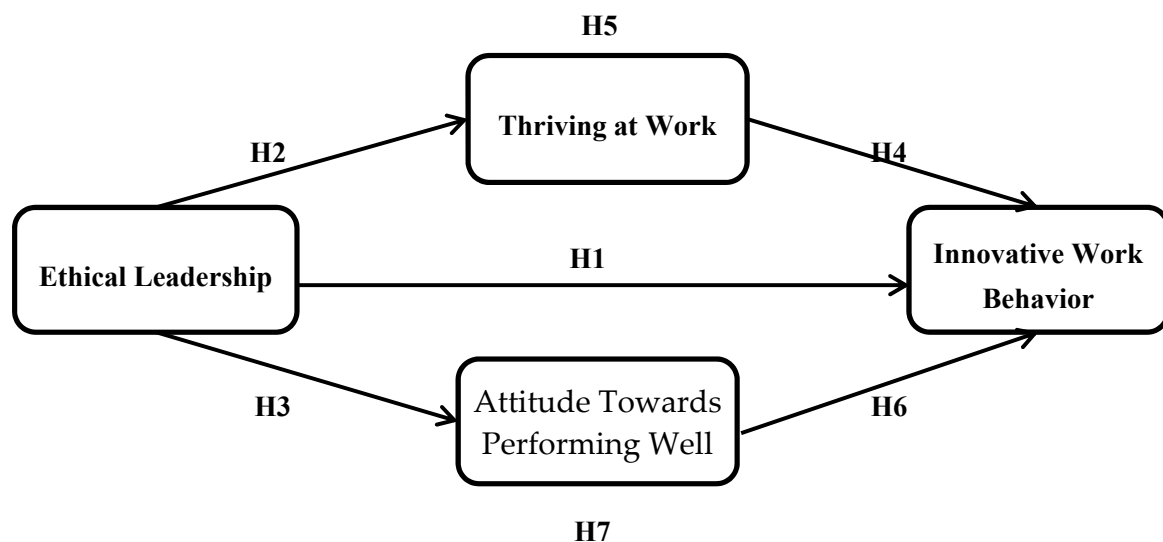 H5
Thriving at Work
H2
H4
Ethical Leadership
H1
Innovative Work
Behavior
H3
Attitude Towards
Performing Well
H6
H7